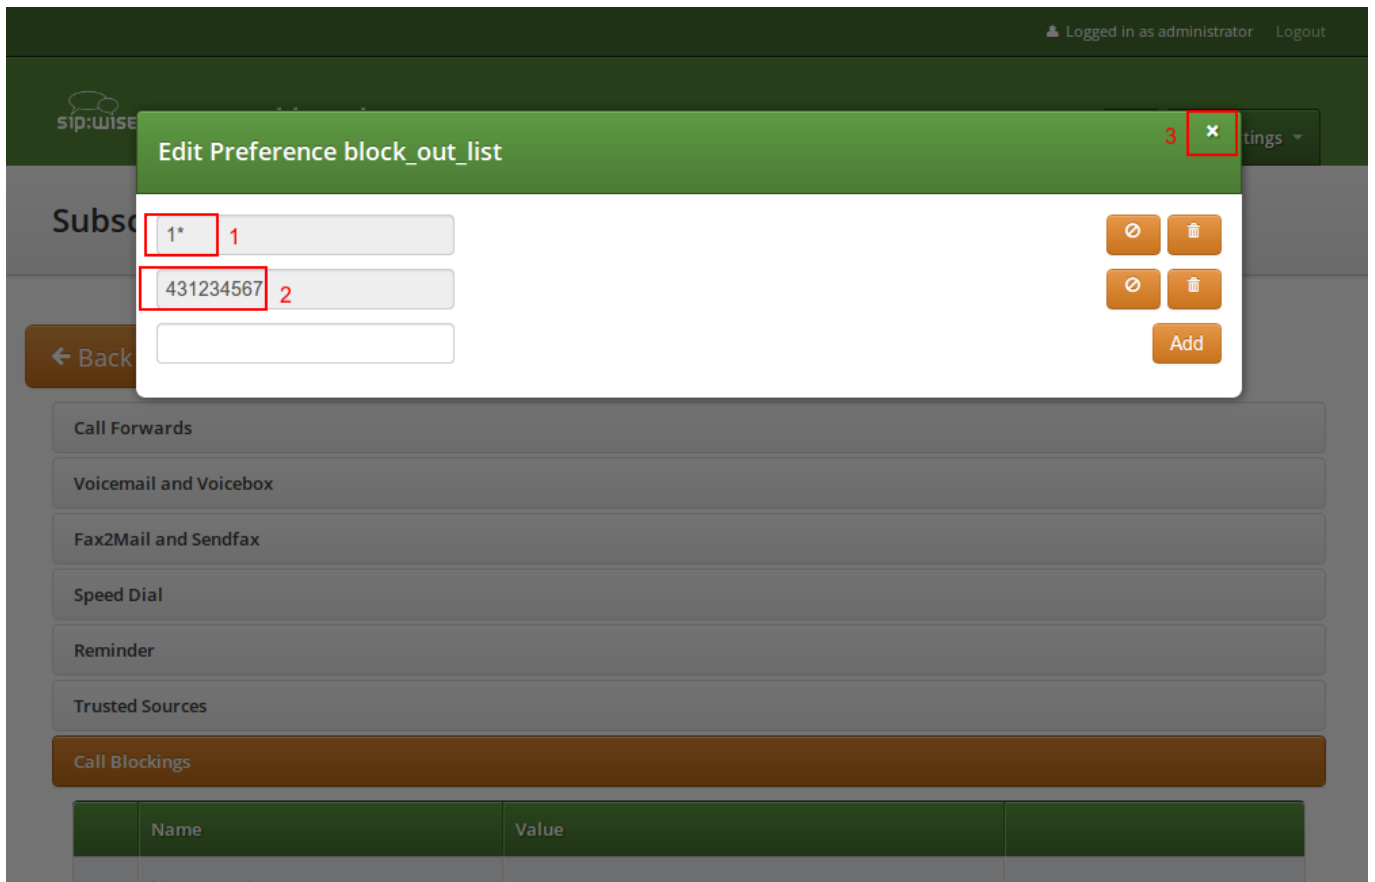 Logged in as administrator Logout
sip:wise
Edit Preference block_out_list
3 ×
tings
Subsc
1* 1
431234567 2
Back
Add
Call Forwards
Voicemail and Voicebox
Fax2Mail and Sendfax
Speed Dial
Reminder
Trusted Sources
Call Blockings
Name Value